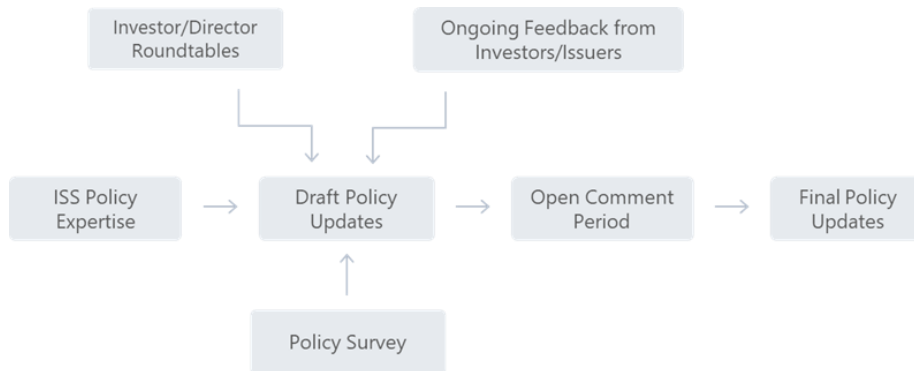 Investor/Director
Roundtables
Ongoing Feedback from
Investors/Issuers
ISS Policy
Expertise
Draft Policy
Updates
Open Comment
Period
Final Policy
Updates
Policy Survey